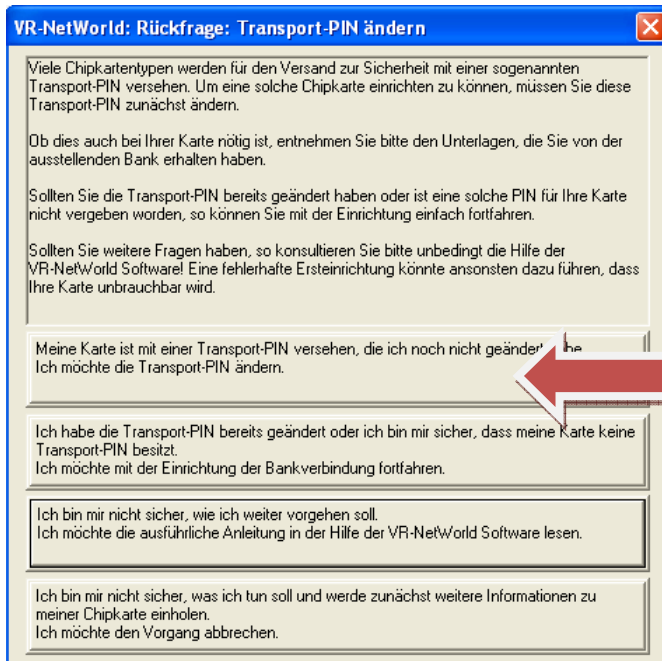 VR-NetWorld: Rückfrage: Transport-PIN ändern
Viele Chipkartentypen werden für den Versand zur Sicherheit mit einer sogenannten
Transport-PIN versehen. Um eine solche Chipkarte einrichten zu können, müssen Sie diese
Transport-PIN zunächst ändern.
Ob dies auch bei Ihrer Karte nötig ist, entnehmen Sie bitte den Unterlagen, die Sie von der
ausstellenden Bank erhalten haben.
Sollten Sie die Transport-PIN bereits geändert haben oder ist eine solche PIN für Ihre Karte
nicht vergeben worden, so können Sie mit der Einrichtung einfach fortfahren.
Sollten Sie weitere Fragen haben, so konsultieren Sie bitte unbedingt die Hilfe der
VR-NetWorld Software! Eine fehlerhafte Ersteinrichtung könnte ansonsten dazu führen, dass
Ihre Karte unbrauchbar wird.
Meine Karte ist mit einer Transport-PIN versehen, die ich noch nicht geändert
Ich möchte die Transport-PIN ändern.
Ich habe die Transport-PIN bereits geändert oder ich bin mir sicher, dass meine Karte keine
Transport-PIN besitzt.
Ich möchte mit der Einrichtung der Bankverbindung fortfahren.
Ich bin mir nicht sicher, wie ich weiter vorgehen soll.
Ich möchte die ausführliche Anleitung in der Hilfe der VR-NetWorld Software lesen.
Ich bin mir nicht sicher, was ich tun soll und werde zunächst weitere Informationen zu
meiner Chipkarte einholen.
Ich möchte den Vorgang abbrechen.